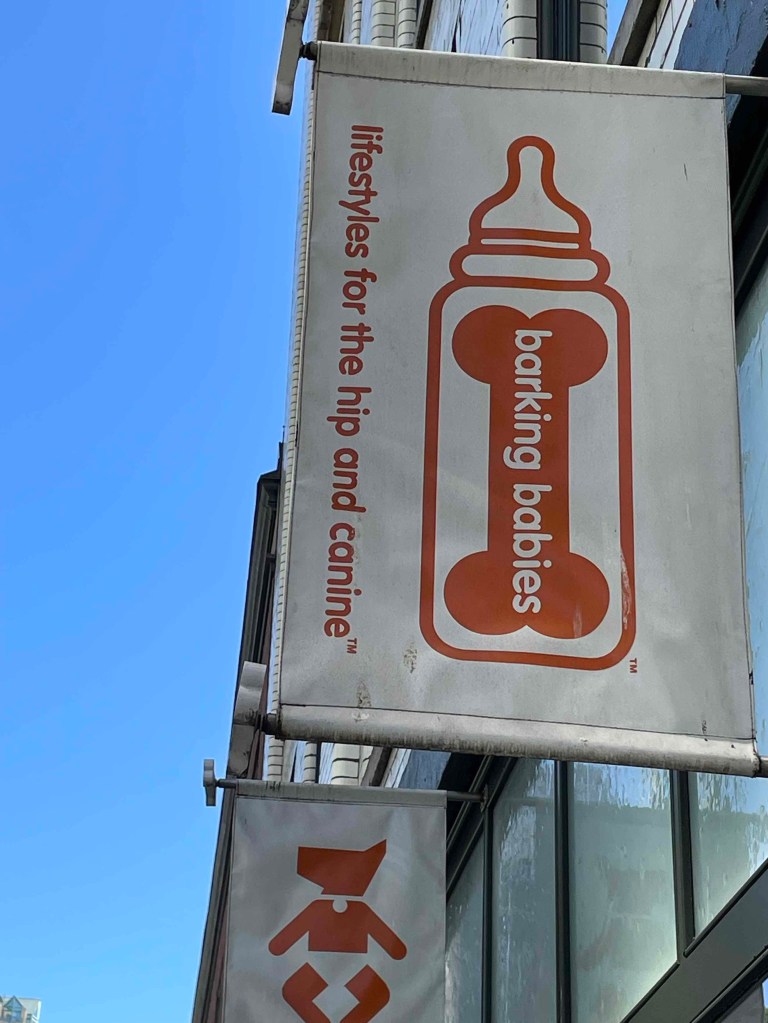 barking babies
TM
lifestyles for the hip and canine™